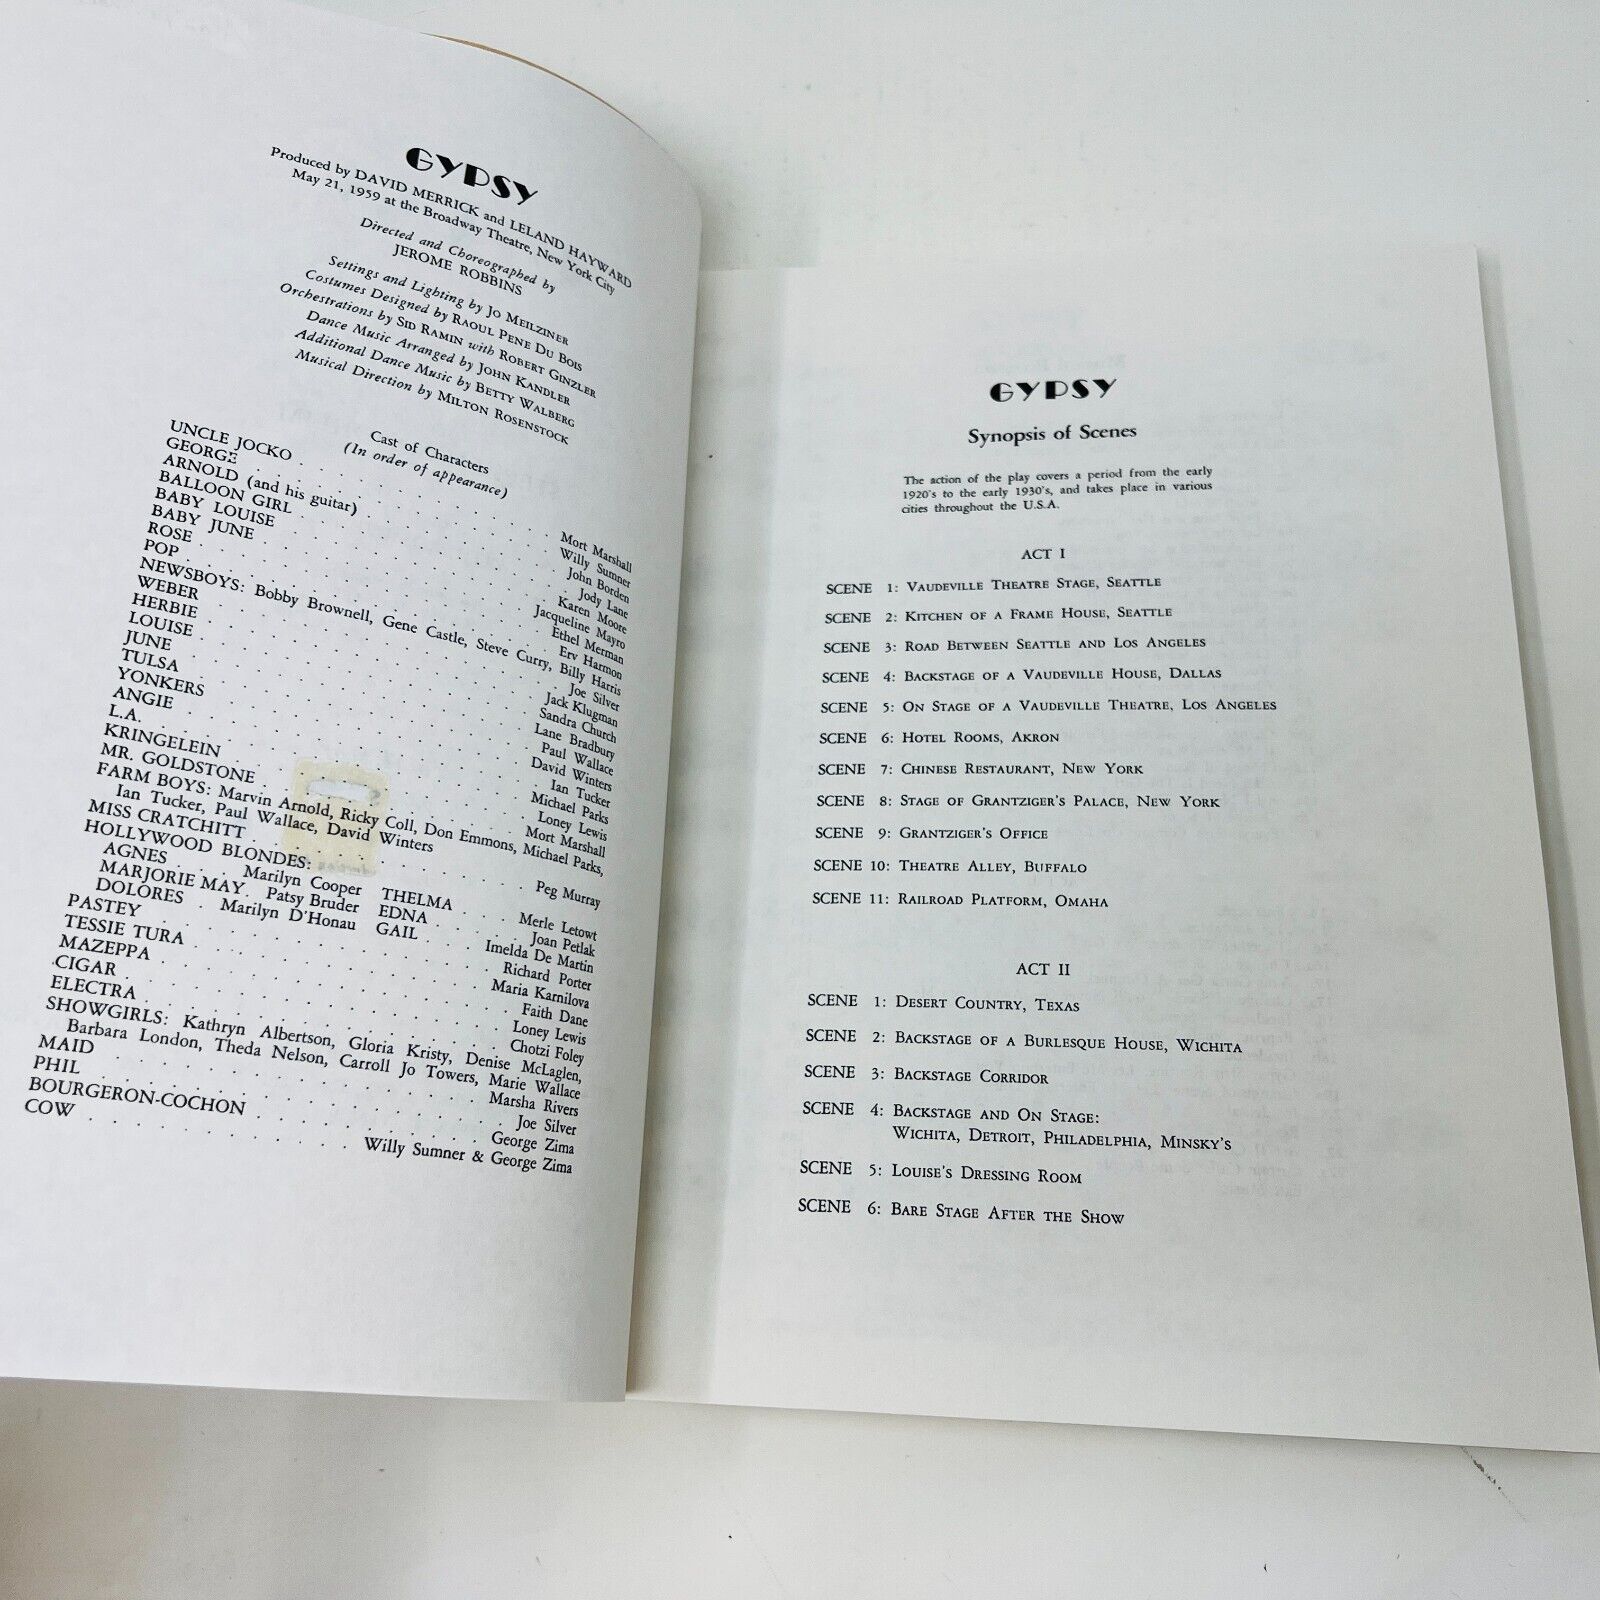 GYPSY
Produced by DAVID MERRICK and LELAND HAYWARD
May 21, 1959 at the Broadway Theatre, New York City
Directed and Choreographed by
JEROME ROBBINS
Settings and Lighting by JO MEILZINER
Costumes Designed by RAOUL PENE DU BOIS
Orchestrations by SID RAMIN with ROBERT GINZLER
Dance Music Arranged by JOHN KANDLER
Additional Dance Music by BETTY WALBERG
Musical Direction by MILTON ROSENSTOCK
Cast of Characters
(In order of appearance)
UNCLE JOCKO . . . . . . . . . . Mort Marshall
GEORGE . . . . . . . . . . Willy Sumner
ARNOLD (and his guitar) . . . . . . . . . . John Borden
BALLOON GIRL . . . . . . . . . . Jody Lane
BABY LOUISE . . . . . . . . . . Karen Moore
BABY JUNE . . . . . . . . . . Jacqueline Mayro
ROSE . . . . . . . . . . Ethel Merman
POP . . . . . . . . . . Erv Harmon
NEWSBOYS: Bobby Brownell, Gene Castle, Steve Curry, Billy Harris
WEBER . . . . . . . . . . Joe Silver
HERBIE . . . . . . . . . . Jack Klugman
LOUISE . . . . . . . . . . Sandra Church
JUNE . . . . . . . . . . Lane Bradbury
TULSA . . . . . . . . . . Paul Wallace
YONKERS . . . . . . . . . . David Winters
ANGIE . . . . . . . . . . Ian Tucker
L.A. . . . . . . . . . . Michael Parks
KRINGELEIN . . . . . . . . . . Loney Lewis
MR. GOLDSTONE . . . . . . . . . . Mort Marshall
FARM BOYS: Marvin Arnold, Ricky Coll, Don Emmons, Michael Parks,
Ian Tucker, Paul Wallace, David Winters
MISS CRATCHITT . . . . . . . . . . Peg Murray
HOLLYWOOD BLONDES:
AGNES . . Marilyn Cooper THELMA . . . Merle Letowt
MARJORIE MAY . Patsy Bruder EDNA . . . . Joan Petlak
DOLORES . Marilyn D'Honau GAIL . . . Imelda De Martin
PASTEY . . . . . . . . . . Richard Porter
TESSIE TURA . . . . . . . . . . Maria Karnilova
MAZEPPA . . . . . . . . . . Faith Dane
CIGAR . . . . . . . . . . Loney Lewis
ELECTRA . . . . . . . . . . Chotzi Foley
SHOWGIRLS: Kathryn Albertson, Gloria Kristy, Denise McLaglen,
Barbara London, Theda Nelson, Carroll Jo Towers, Marie Wallace
MAID . . . . . . . . . . Marsha Rivers
PHIL . . . . . . . . . . Joe Silver
BOURGERON-COCHON . . . . . . . . . . George Zima
COW . . . . . . . . . . Willy Sumner & George Zima
GYPSY
Synopsis of Scenes
The action of the play covers a period from the early
1920's to the early 1930's, and takes place in various
cities throughout the U.S.A.
ACT I
SCENE 1: VAUDEVILLE THEATRE STAGE, SEATTLE
SCENE 2: KITCHEN OF A FRAME HOUSE, SEATTLE
SCENE 3: ROAD BETWEEN SEATTLE AND LOS ANGELES
SCENE 4: BACKSTAGE OF A VAUDEVILLE HOUSE, DALLAS
SCENE 5: ON STAGE OF A VAUDEVILLE THEATRE, LOS ANGELES
SCENE 6: HOTEL ROOMS, AKRON
SCENE 7: CHINESE RESTAURANT, NEW YORK
SCENE 8: STAGE OF GRANTZIGER'S PALACE, NEW YORK
SCENE 9: GRANTZIGER'S OFFICE
SCENE 10: THEATRE ALLEY, BUFFALO
SCENE 11: RAILROAD PLATFORM, OMAHA
ACT II
SCENE 1: DESERT COUNTRY, TEXAS
SCENE 2: BACKSTAGE OF A BURLESQUE HOUSE, WICHITA
SCENE 3: BACKSTAGE CORRIDOR
SCENE 4: BACKSTAGE AND ON STAGE:
WICHITA, DETROIT, PHILADELPHIA, MINSKY'S
SCENE 5: LOUISE'S DRESSING ROOM
SCENE 6: BARE STAGE AFTER THE SHOW